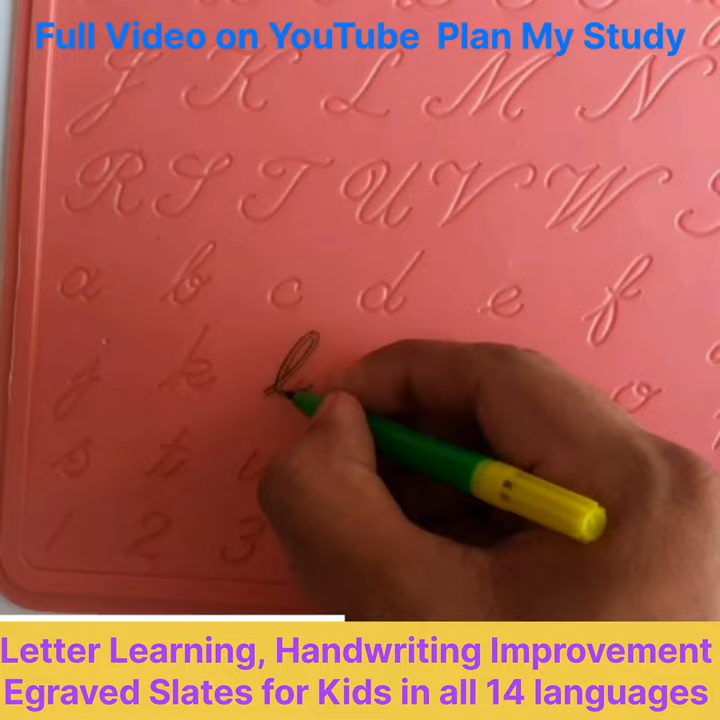 Full Video on YouTube Plan My Study
J K L M N
R S T U V W
a b c d e f
j k l o
s t u
1 2 3
Letter Learning, Handwriting Improvement
Egraved Slates for Kids in all 14 languages